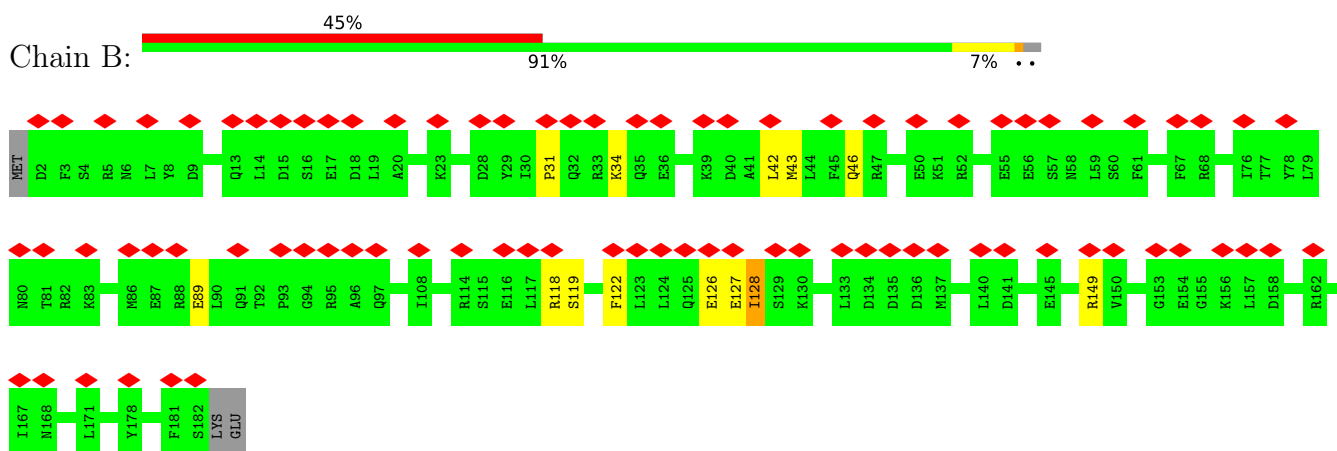 45%
Chain B:
91% 7% • •
MET D2 F3 S4 R5 N6 L7 Y8 D9 Q13 L14 D15 S16 E17 D18 L19 A20 K23 D28 Y29 I30 P31 Q32 R33 K34 Q35 E36 K39 D40 A41 L42 M43 L44 F45 Q46 R47 E50 K51 R52 E55 E56 S57 N58 L59 S60 F61 F67 R68 I76 T77 Y78 L79
N80 T81 R82 K83 M86 E87 R88 E89 L90 Q91 T92 P93 G94 R95 A96 Q97 I108 R114 S115 E116 L117 R118 S119 F122 L123 L124 Q125 E126 E127 I128 S129 K130 L133 D134 D135 D136 M137 L140 D141 E145 R149 V150 G153 E154 G155 K156 L157 D158 R162
I167 N168 L171 Y178 F181 S182 LYS GLU